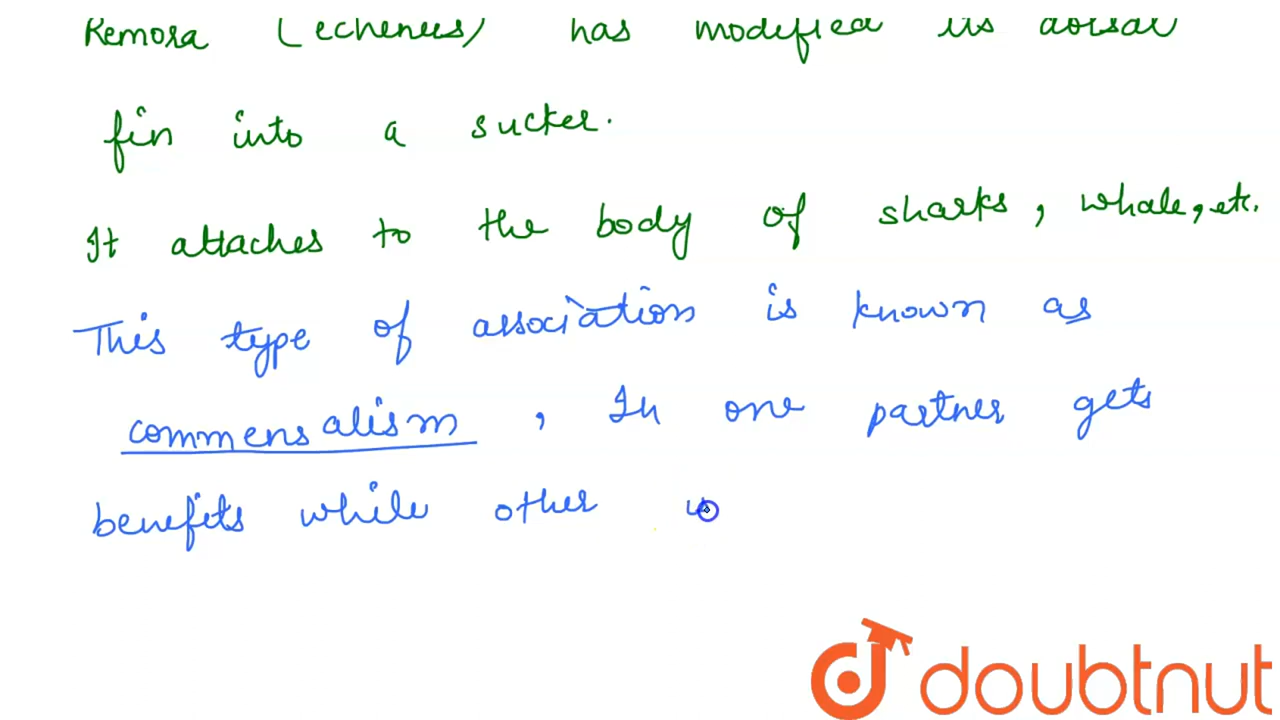 Remora (echeneis) has modified its dorsal
fin into a sucker.
It attaches to the body of sharks, whale, etc.
This type of association is known as
commensalism, In one partner gets
benefits while other
doubtnut